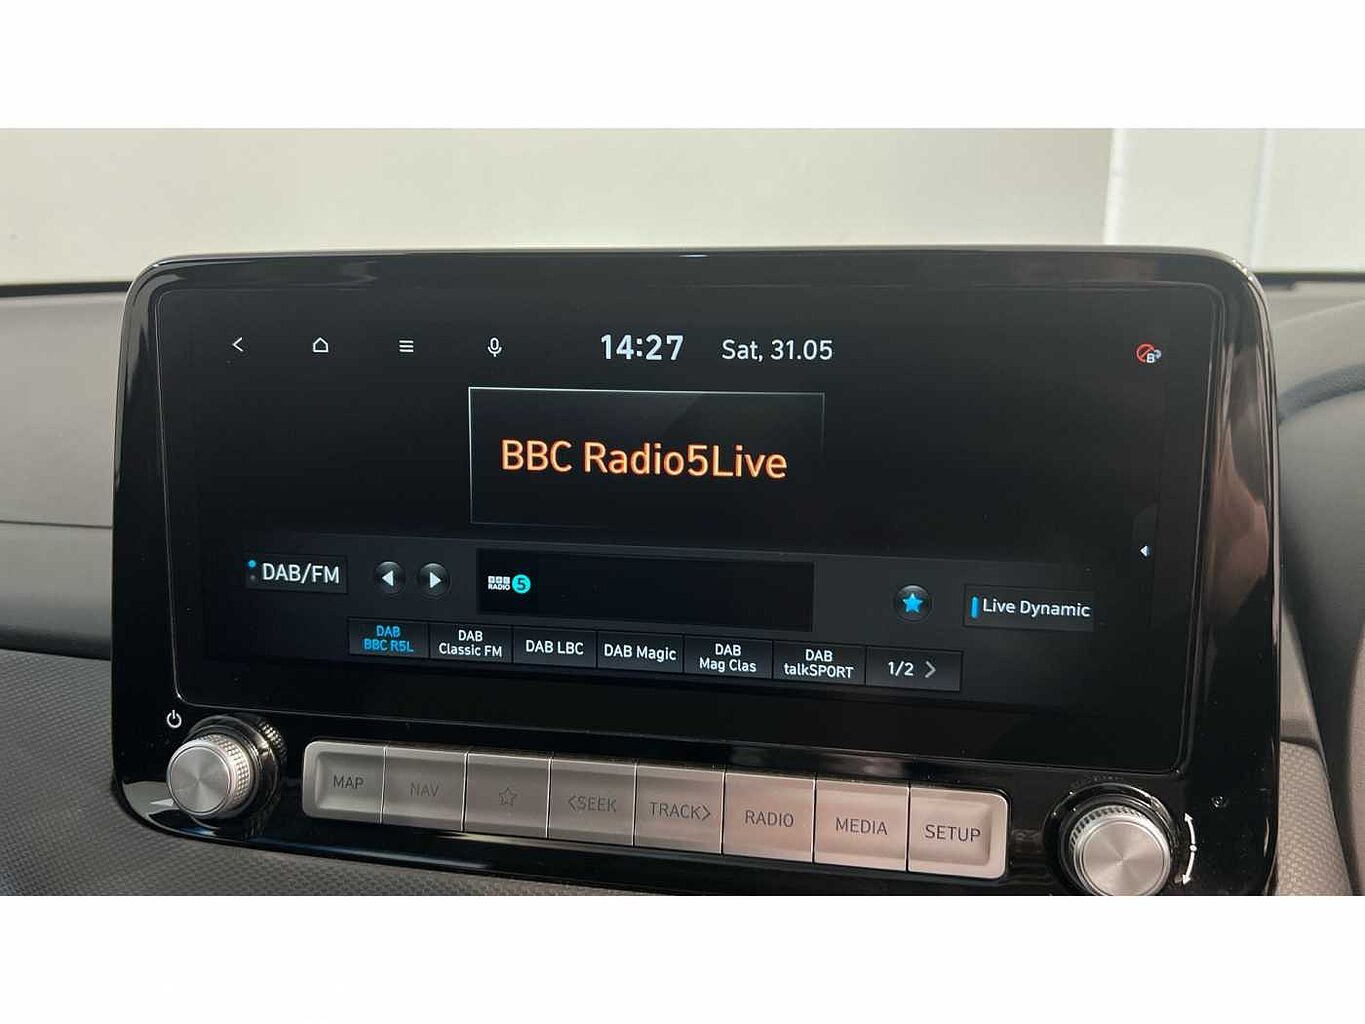 14:27 Sat, 31.05
B
BBC Radio5Live
DAB/FM
BBC
RADIO 5
Live Dynamic
DAB
BBC R5L
DAB
Classic FM
DAB LBC
DAB Magic
DAB
Mag Clas
DAB
talkSPORT
1/2 >
MAP
NAV
<SEEK
TRACK>
RADIO
MEDIA
SETUP